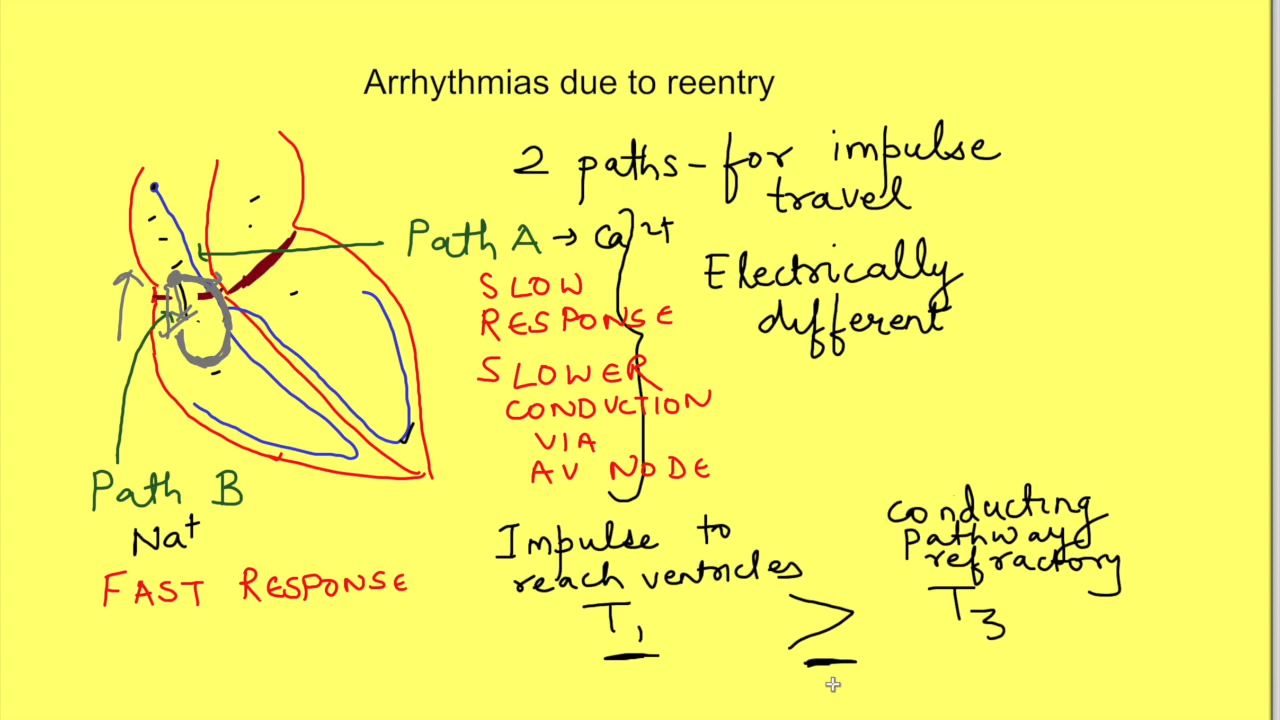 Arrhythmias due to reentry
2 paths - for impulse
travel
Path A → Ca2+
SLOW
RESPONSE
SLOWER
CONDUCTION
VIA
AV NODE
Electrically
different
Path B
Na+
FAST RESPONSE
Impulse to
reach ventricles
T1
>
conducting
pathway
refractory
T3